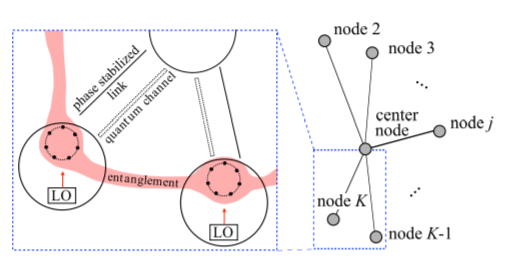 phase stabilized
link
quantum channel
entanglement
LO
LO
node 2
node 3
...
center
node
node j
...
node K
node K-1